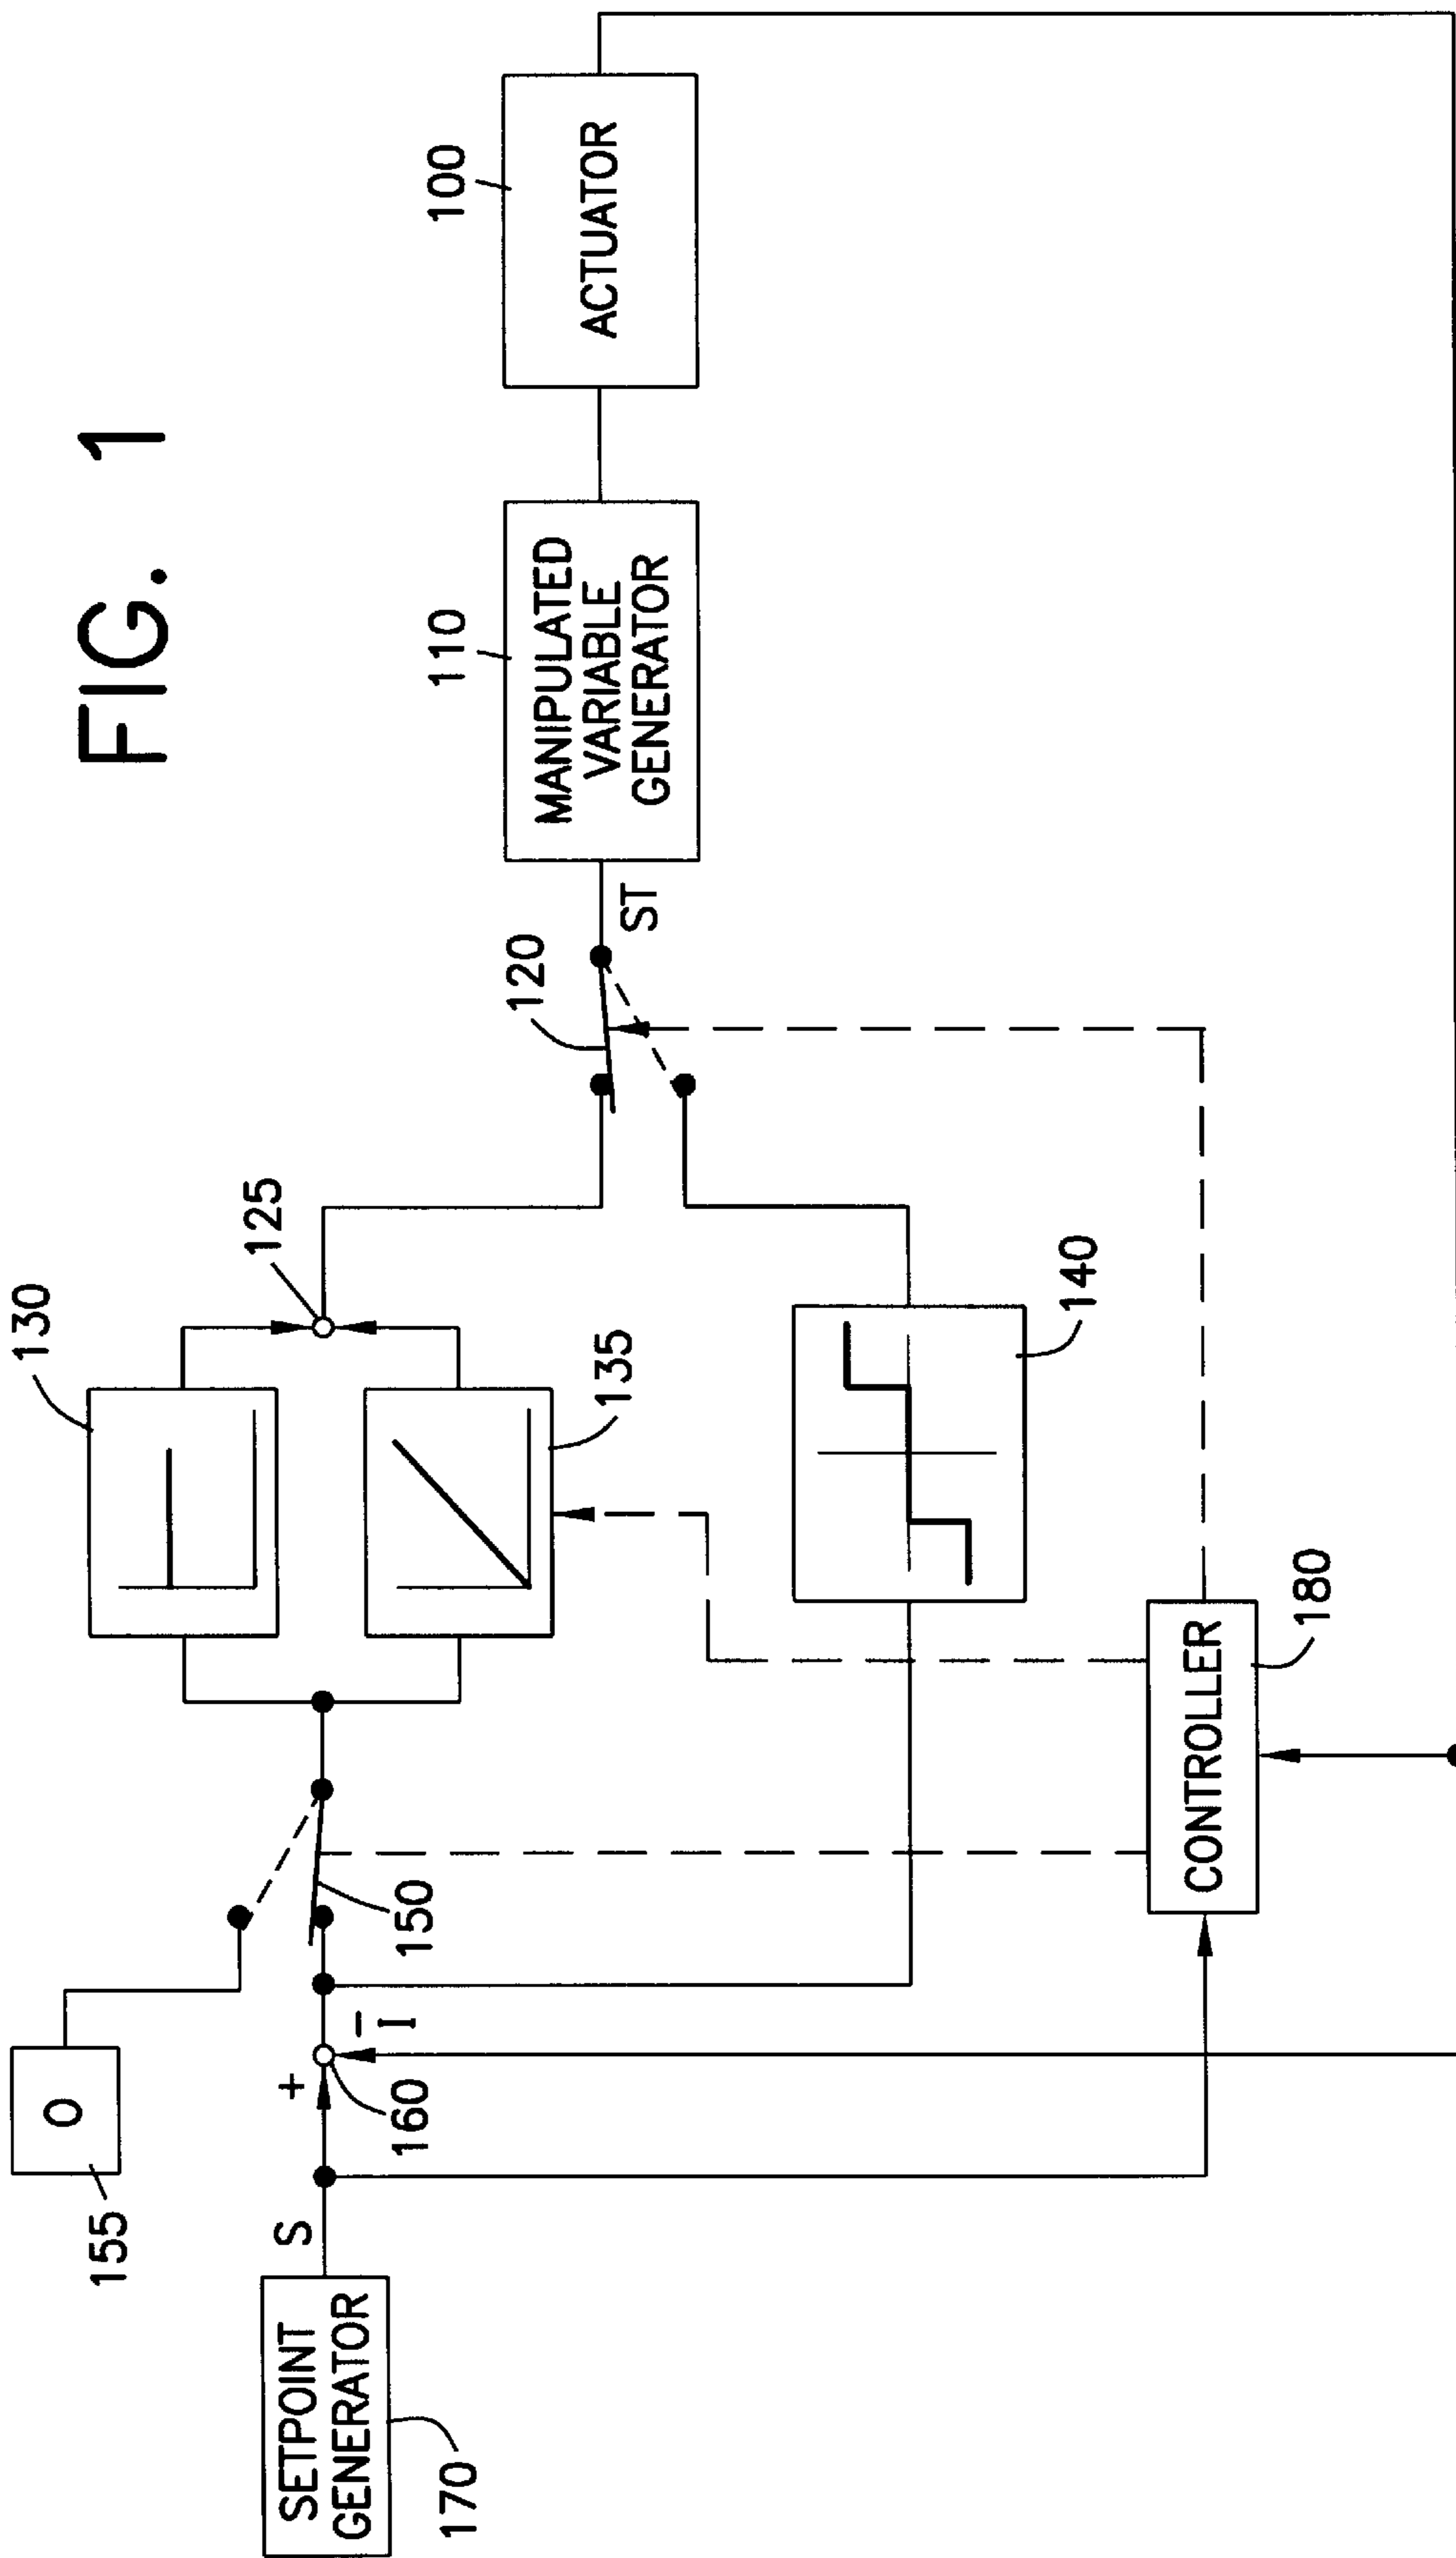 FIG. 1
130
125
155
0
S
+
-
I
160
150
135
120
ST
SETPOINT
GENERATOR
170
110
MANIPULATED
VARIABLE
GENERATOR
100
ACTUATOR
140
CONTROLLER
180